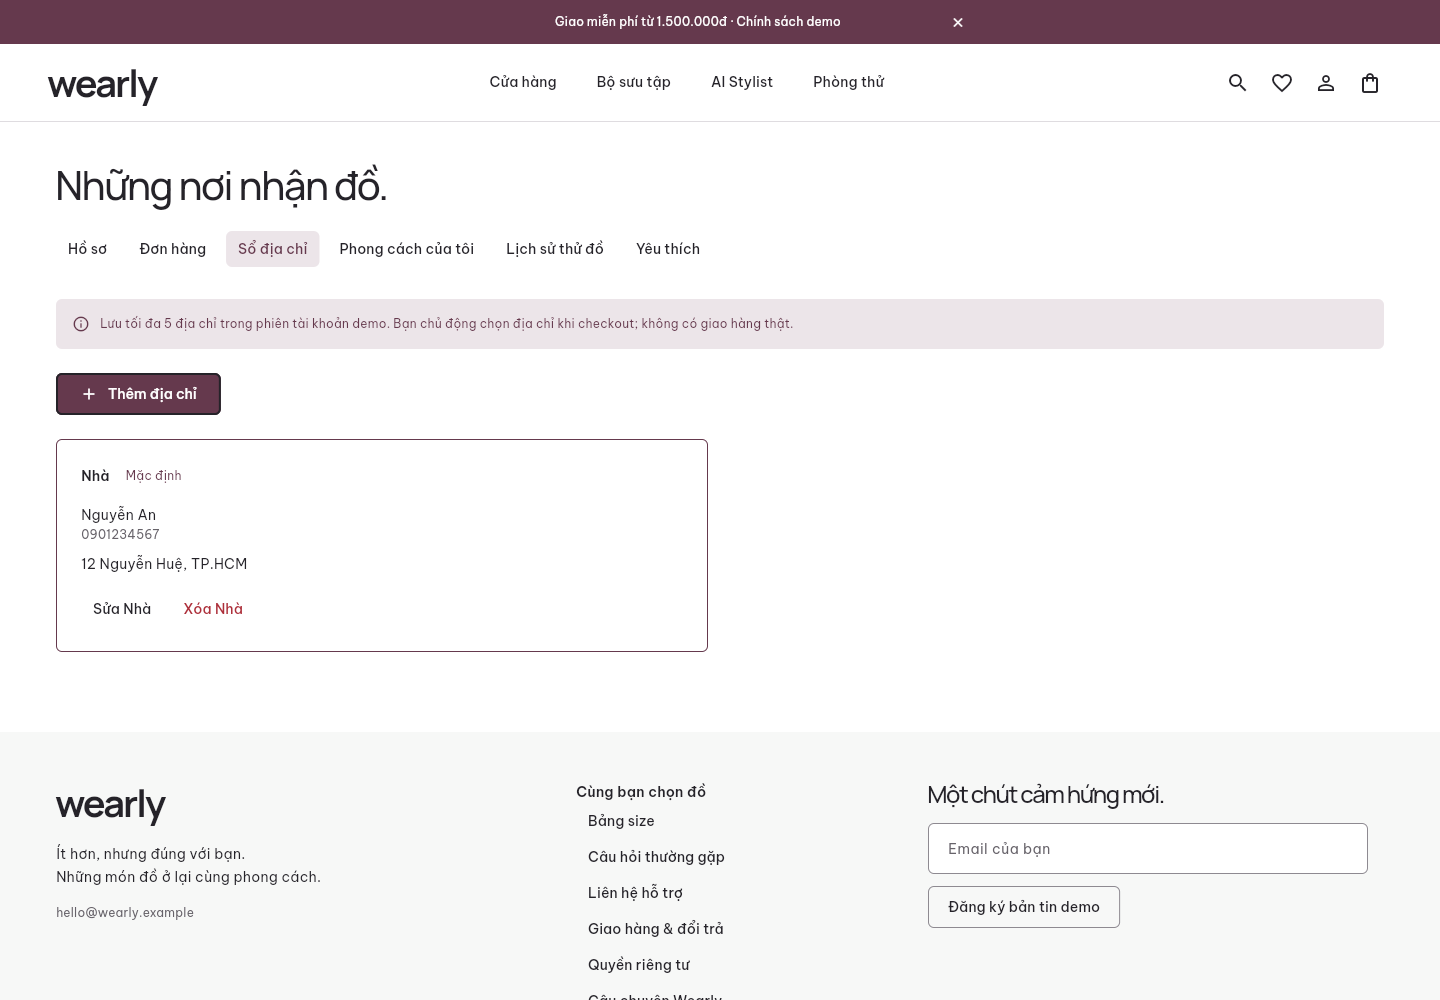 Giao miễn phí từ 1.500.000đ · Chính sách demo
wearly
Cửa hàng
Bộ sưu tập
AI Stylist
Phòng thử
Những nơi nhận đồ.
Hồ sơ
Đơn hàng
Sổ địa chỉ
Phong cách của tôi
Lịch sử thử đồ
Yêu thích
Lưu tối đa 5 địa chỉ trong phiên tài khoản demo. Bạn chủ động chọn địa chỉ khi checkout; không có giao hàng thật.
Thêm địa chỉ
Nhà
Mặc định
Nguyễn An
0901234567
12 Nguyễn Huệ, TP.HCM
Sửa Nhà
Xóa Nhà
wearly
Ít hơn, nhưng đúng với bạn.
Những món đồ ở lại cùng phong cách.
hello@wearly.example
Cùng bạn chọn đồ
Bảng size
Câu hỏi thường gặp
Liên hệ hỗ trợ
Giao hàng & đổi trả
Quyền riêng tư
Câu chuyện Wearly
Một chút cảm hứng mới.
Email của bạn
Đăng ký bản tin demo